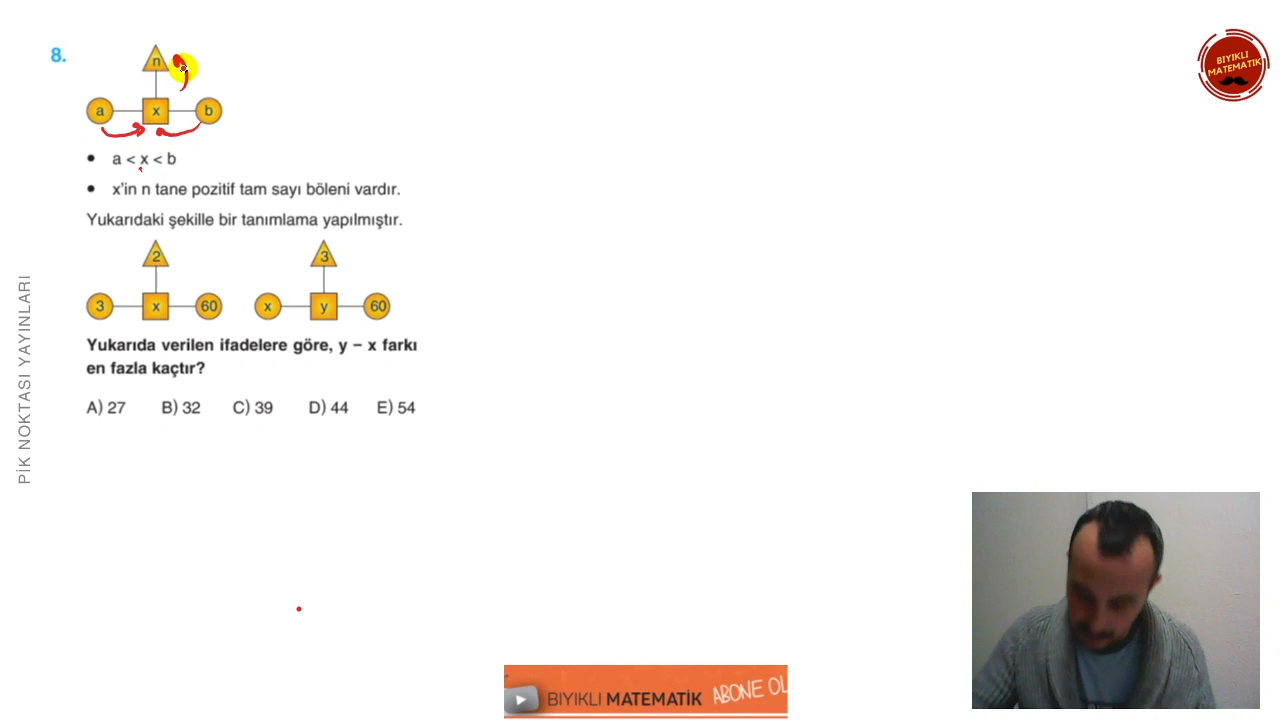 8.
n
a x b
• a < x < b
• x'in n tane pozitif tam sayı böleni vardır.
Yukarıdaki şekille bir tanımlama yapılmıştır.
2 3
3 x 60 x y 60
Yukarıda verilen ifadelere göre, y – x farkı
en fazla kaçtır?
A) 27 B) 32 C) 39 D) 44 E) 54
PİK NOKTASI YAYINLARI
BIYIKLI
MATEMATİK
BIYIKLI MATEMATİK ABONE OL